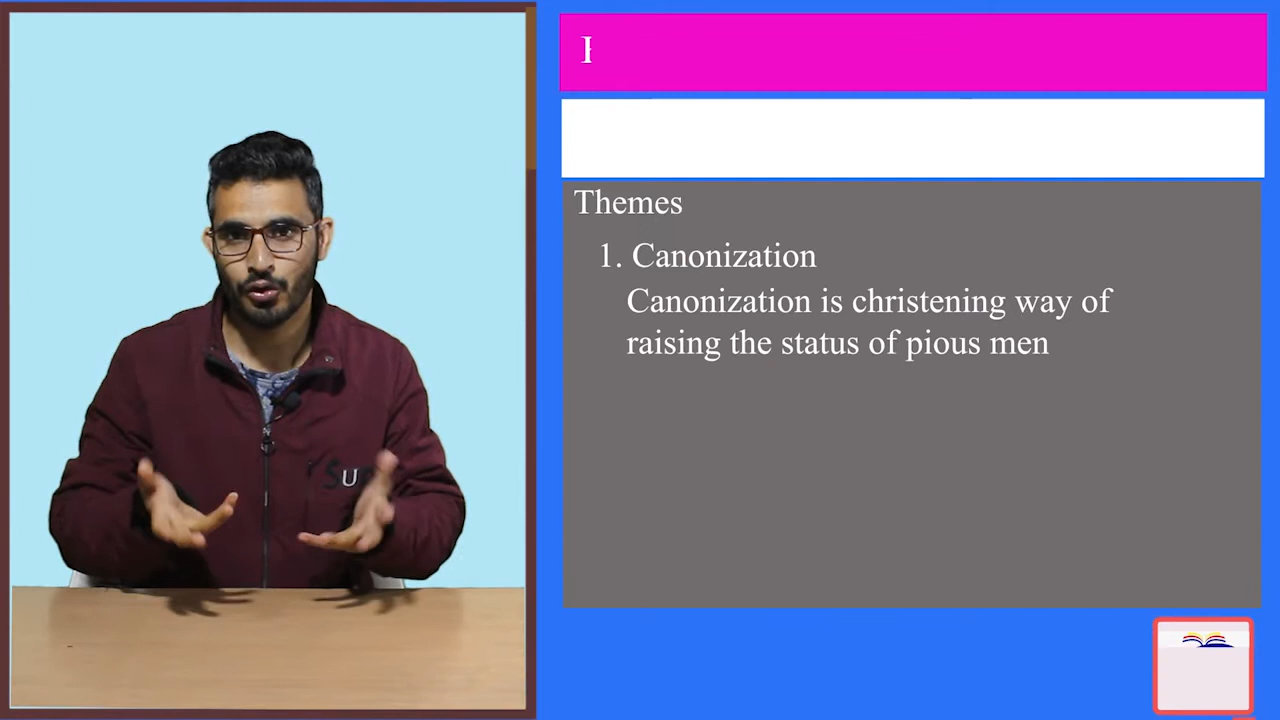 Themes
1. Canonization
Canonization is christening way of
raising the status of pious men